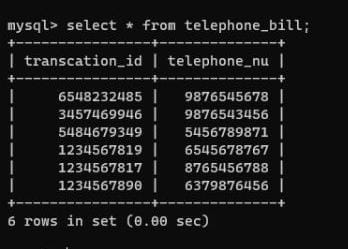 mysql> select * from telephone_bill;
+----------------+--------------+
| transcation_id | telephone_nu |
+----------------+--------------+
|     6548232485 |   9876545678 |
|     3457469946 |   9876543456 |
|     5484679349 |   5456789871 |
|     1234567819 |   6545678767 |
|     1234567817 |   8765456788 |
|     1234567890 |   6379876456 |
+----------------+--------------+
6 rows in set (0.00 sec)